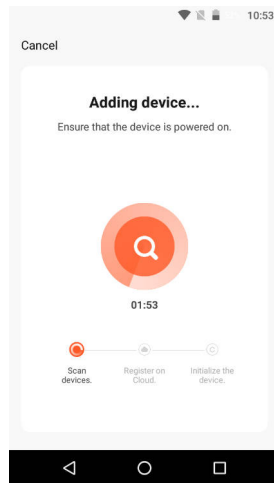 10:53
Cancel
Adding device...
Ensure that the device is powered on.
01:53
Scan devices.
Register on Cloud.
Initialize the device.